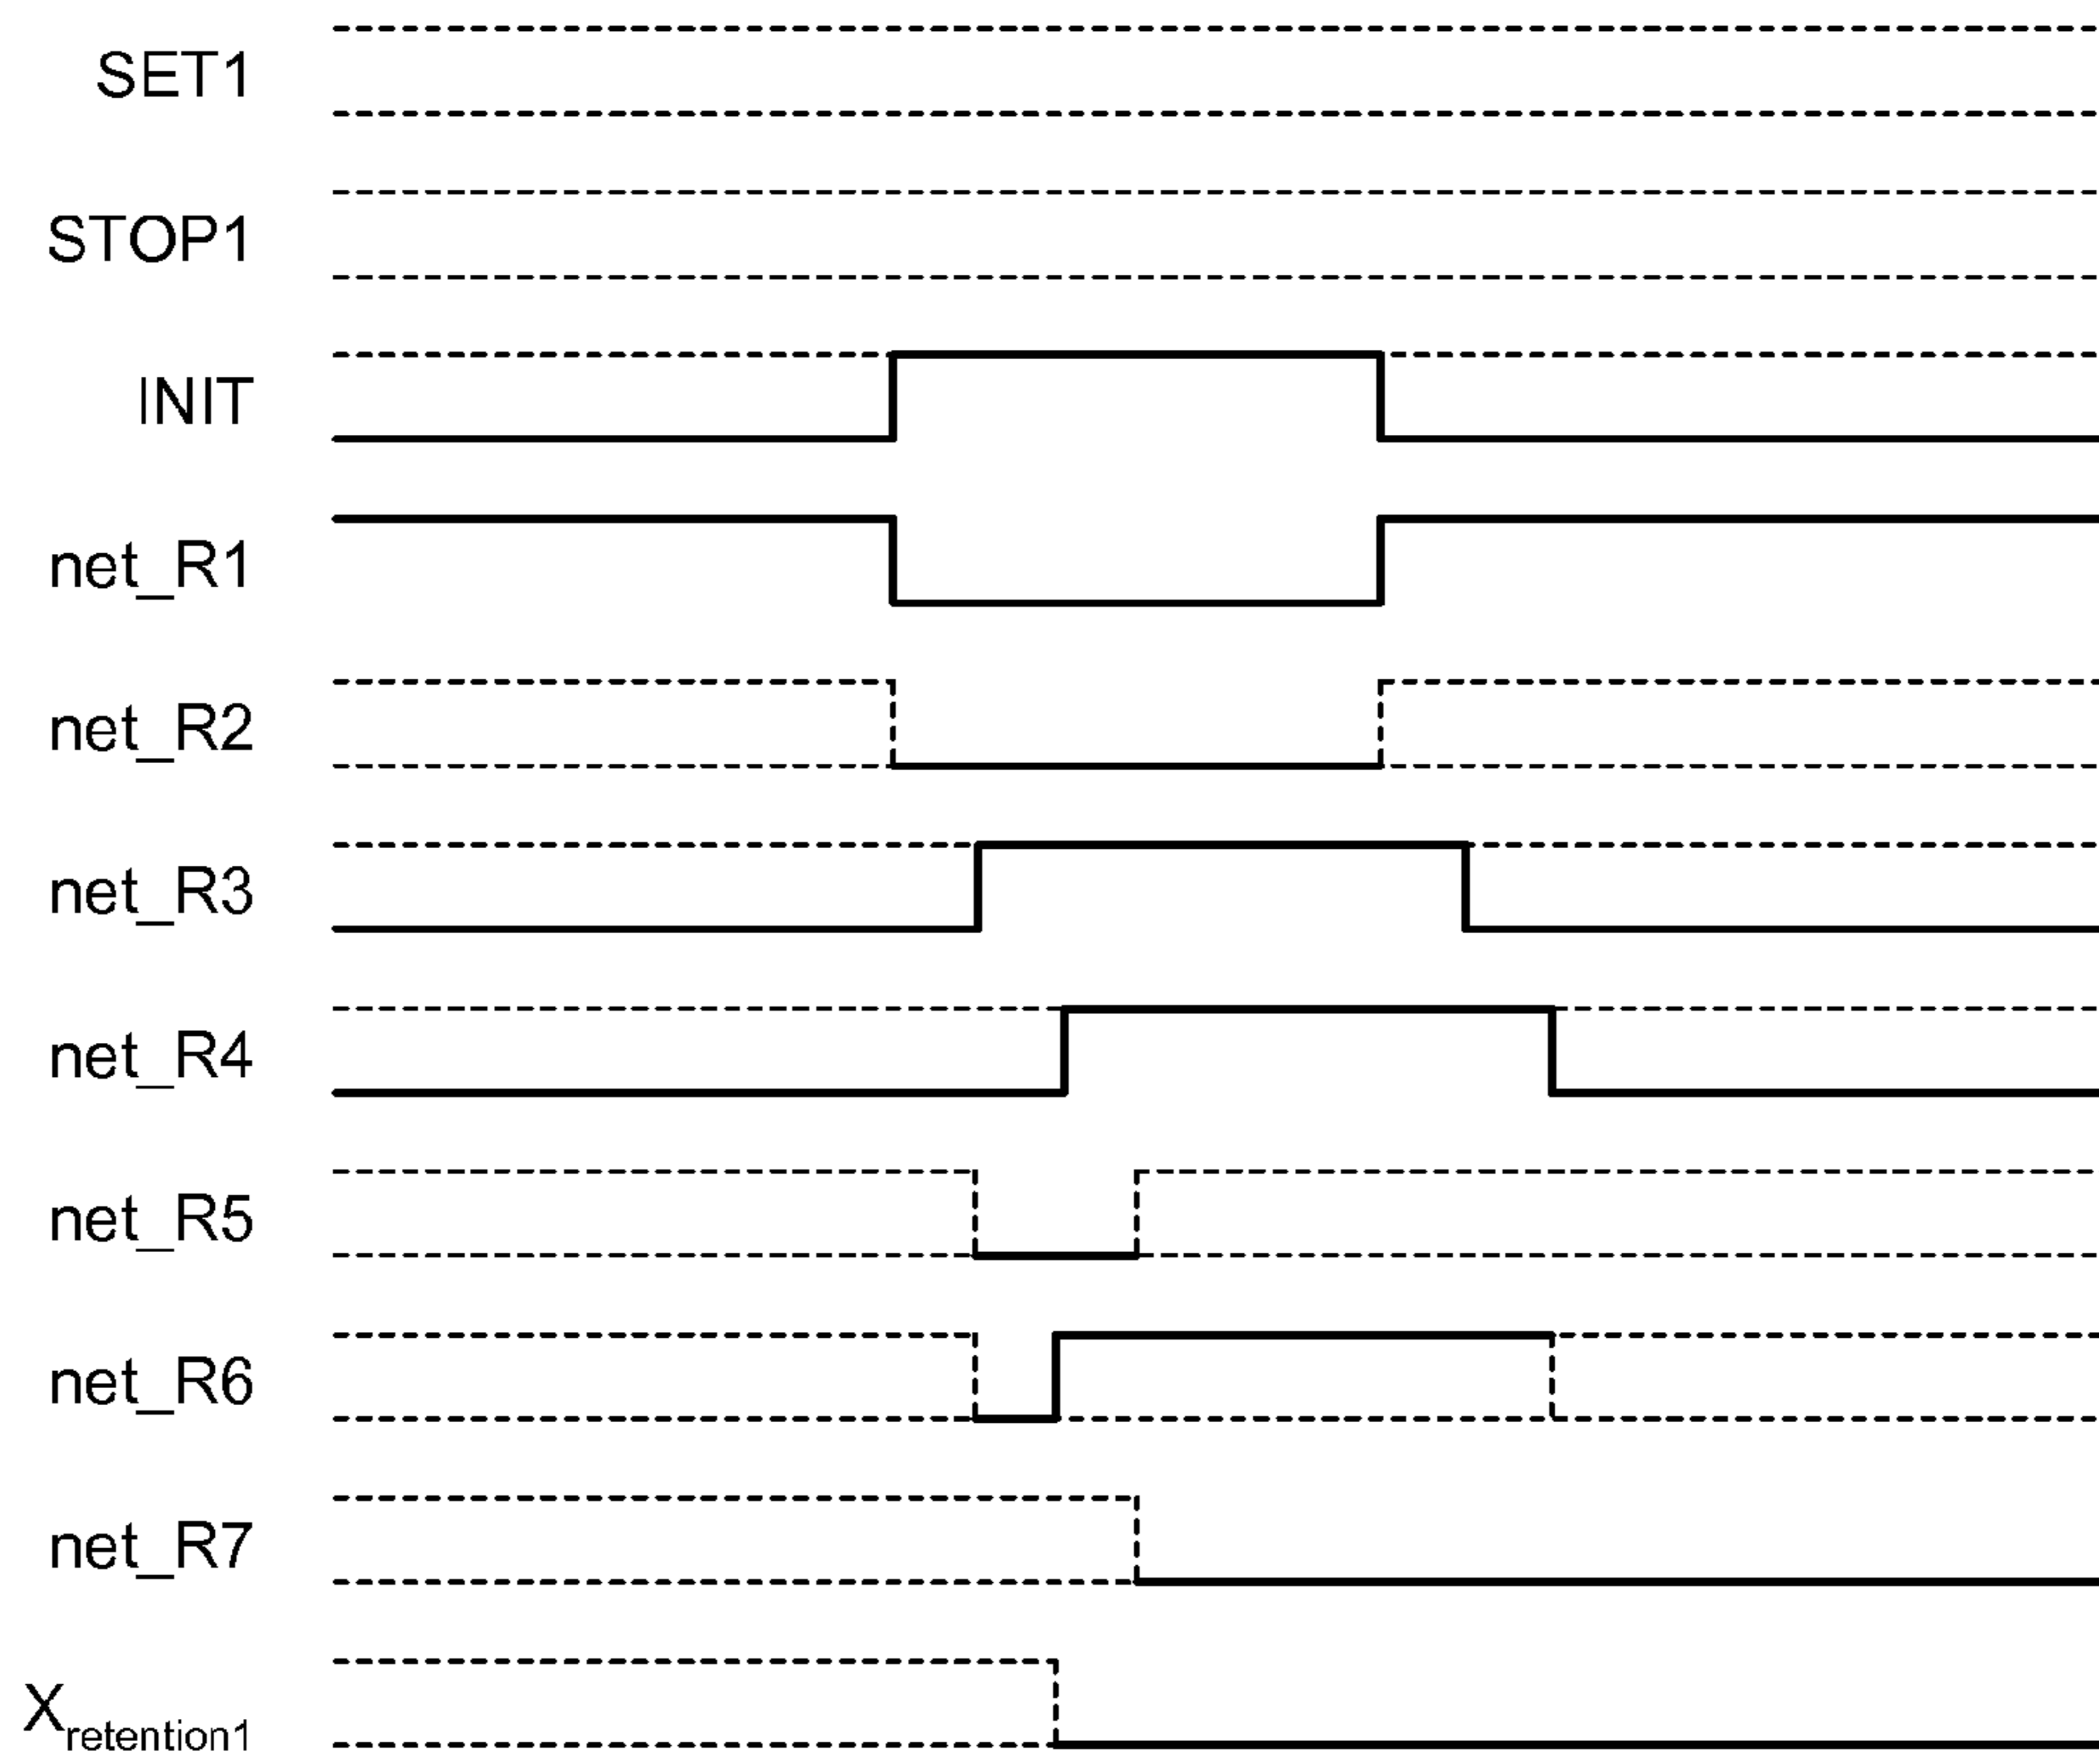 SET1
STOP1
INIT
net_R1
net_R2
net_R3
net_R4
net_R5
net_R6
net_R7
Xretention1